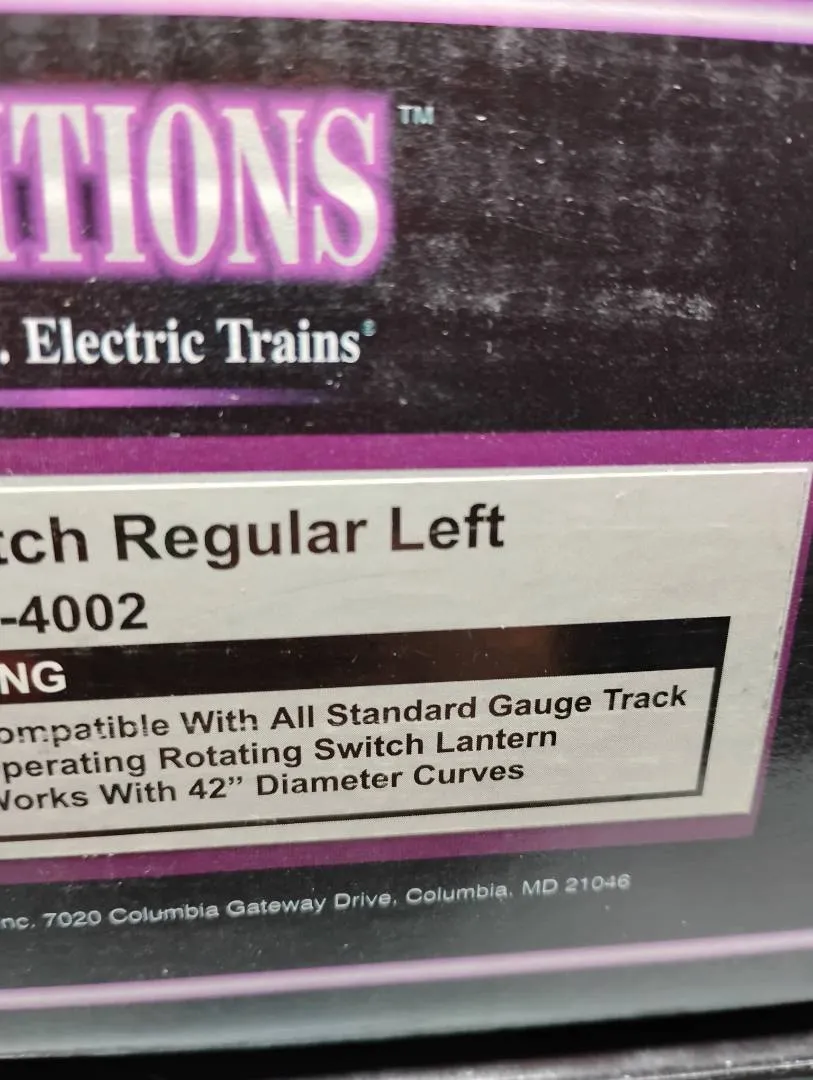 ITIONS™
. Electric Trains®
tch Regular Left
-4002
NG
ompatible With All Standard Gauge Track
perating Rotating Switch Lantern
Works With 42” Diameter Curves
nc. 7020 Columbia Gateway Drive, Columbia, MD 21046